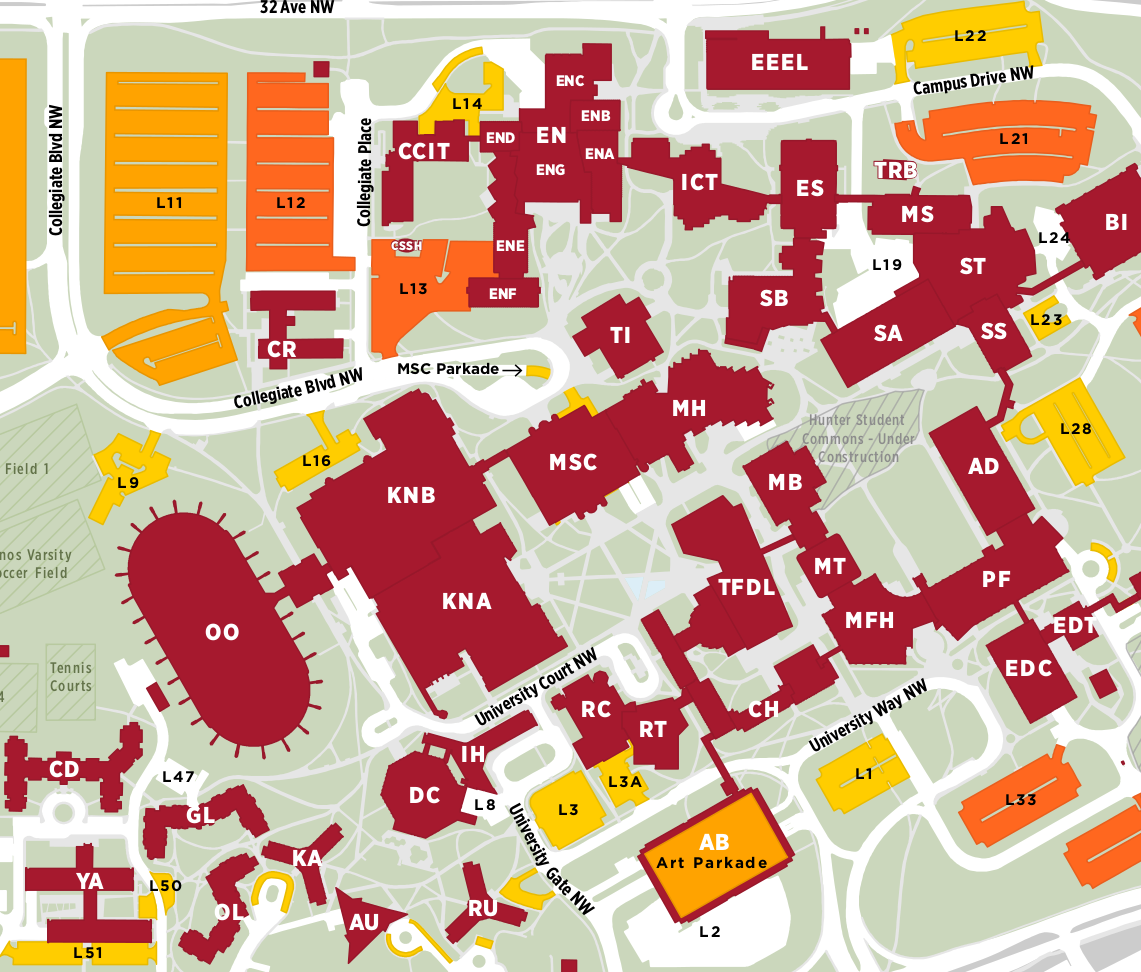 32 Ave NW
L22
EEEL
ENC
Campus Drive NW
L14
ENB
Collegiate Blvd NW
Collegiate Place
END
EN
L21
CCIT
ENA
ENG
TRB
ICT
ES
L11
L12
MS
BI
L24
CSSH
ENE
L19
ST
L13
ENF
SB
L23
SA
SS
TI
CR
MSC Parkade
Collegiate Blvd NW
MH
Hunter Student
Commons - Under
Construction
L28
Field 1
L16
MSC
AD
L9
MB
KNB
nos Varsity
occer Field
MT
PF
TFDL
KNA
MFH
OO
EDT
Tennis
Courts
EDC
4
University Court NW
RC
CH
University Way NW
RT
IH
CD
L47
L3A
L1
DC
L8
L33
L3
GL
University Gate NW
AB
Art Parkade
KA
YA
L50
OL
AU
RU
L2
L51